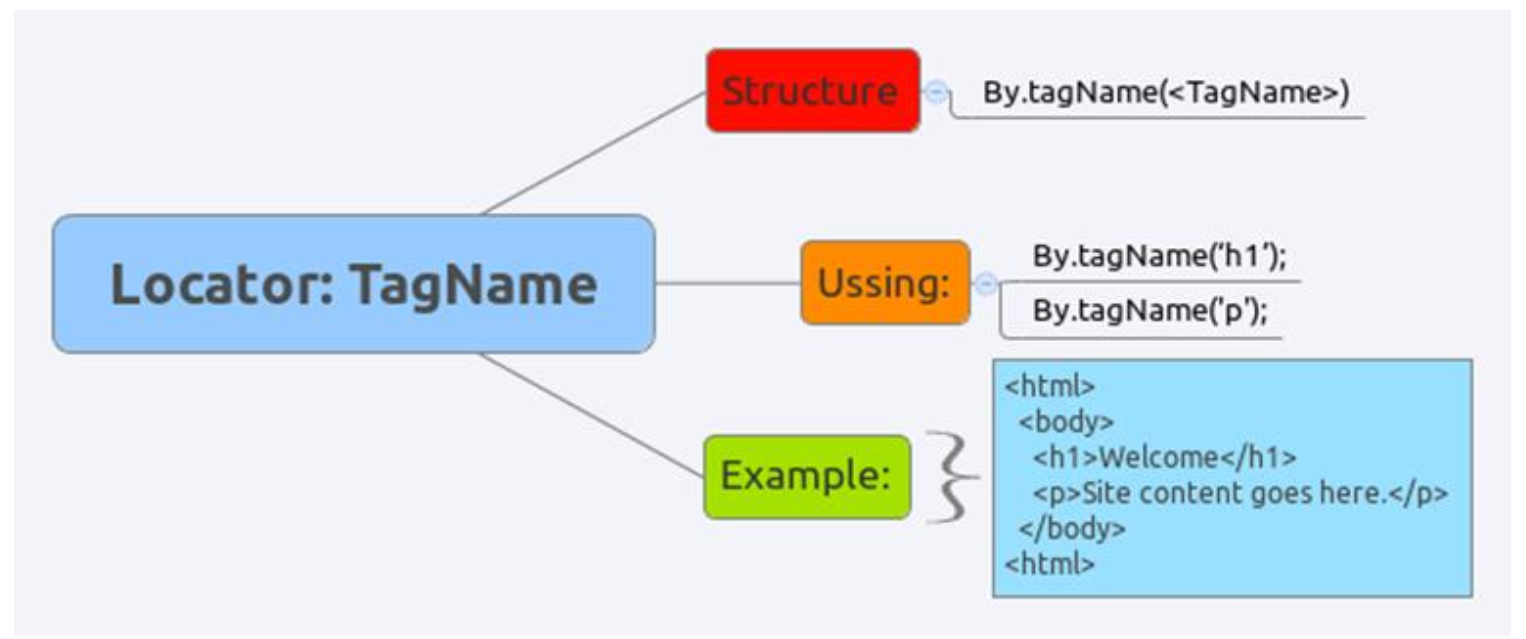 Structure
By.tagName(<TagName>)
Locator: TagName
Ussing:
By.tagName(‘h1’);
By.tagName('p');
Example:
<html>
<body>
<h1>Welcome</h1>
<p>Site content goes here.</p>
</body>
<html>